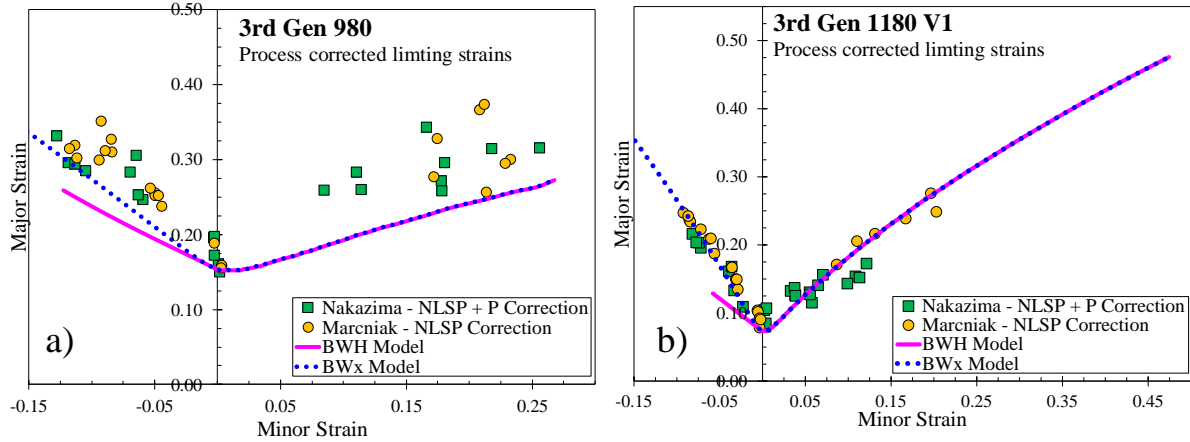 3rd Gen 980
Process corrected limting strains
0.50
0.40
0.30
0.20
0.10
0.00
Major Strain
-0.15
-0.05
0.05
0.15
0.25
Minor Strain
Nakazima - NLSP + P Correction
Marcniak - NLSP Correction
BWH Model
BWx Model
a)
3rd Gen 1180 V1
Process corrected limting strains
0.50
0.40
0.30
0.20
0.10
0.00
Major Strain
-0.15
-0.05
0.05
0.15
0.25
0.35
0.45
Minor Strain
Nakazima - NLSP + P Correction
Marcniak - NLSP Correction
BWH Model
BWx Model
b)